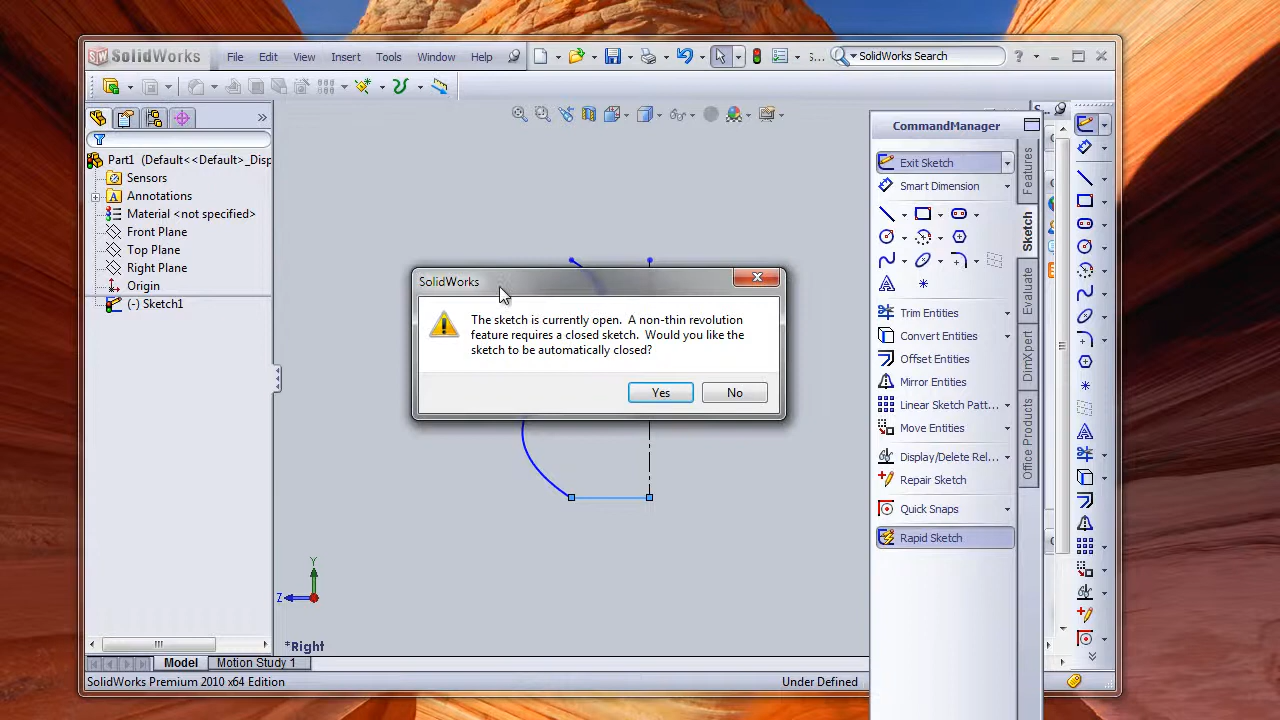 SolidWorks
File Edit View Insert Tools Window Help
S... SolidWorks Search ?
Part1 (Default<<Default>_Disp
Sensors
Annotations
Material <not specified>
Front Plane
Top Plane
Right Plane
Origin
(-) Sketch1
SolidWorks
The sketch is currently open. A non-thin revolution
feature requires a closed sketch. Would you like the
sketch to be automatically closed?
Yes No
CommandManager
Exit Sketch
Smart Dimension
Trim Entities
Convert Entities
Offset Entities
Mirror Entities
Linear Sketch Patt...
Move Entities
Display/Delete Rel...
Repair Sketch
Quick Snaps
Rapid Sketch
Features
Sketch
Evaluate
DimXpert
Office Products
S...
Y
Z
*Right
Model Motion Study 1
SolidWorks Premium 2010 x64 Edition
Under Defined